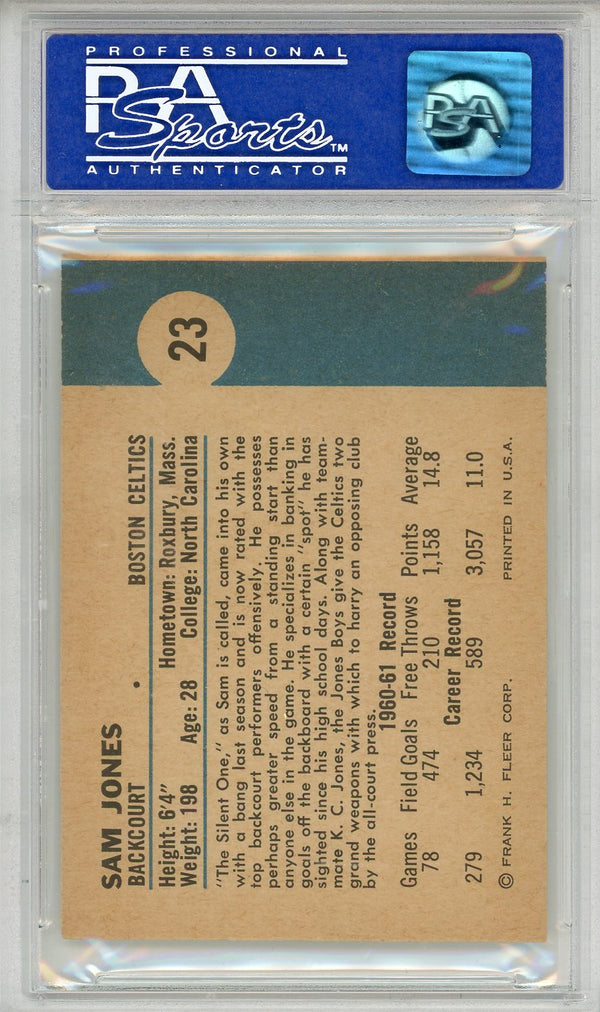 PROFESSIONAL
PSA
Sports™
AUTHENTICATOR
PSA
23
SAM JONES
BACKCOURT • BOSTON CELTICS
Height: 6'4" Hometown: Roxbury, Mass.
Weight: 198 Age: 28 College: North Carolina
"The Silent One," as Sam is called, came into his own
with a bang last season and is now rated with the
top backcourt performers offensively. He possesses
perhaps greater speed from a standing start than
anyone else in the game. He specializes in banking in
goals off the backboard with a certain "spot" he has
sighted since his high school days. Along with team-
mate K. C. Jones, the Jones Boys give the Celtics two
grand weapons with which to harry an opposing club
by the all-court press.
1960-61 Record
Games Field Goals Free Throws Points Average
78 474 210 1,158 14.8
Career Record
279 1,234 589 3,057 11.0
© FRANK H. FLEER CORP. PRINTED IN U.S.A.